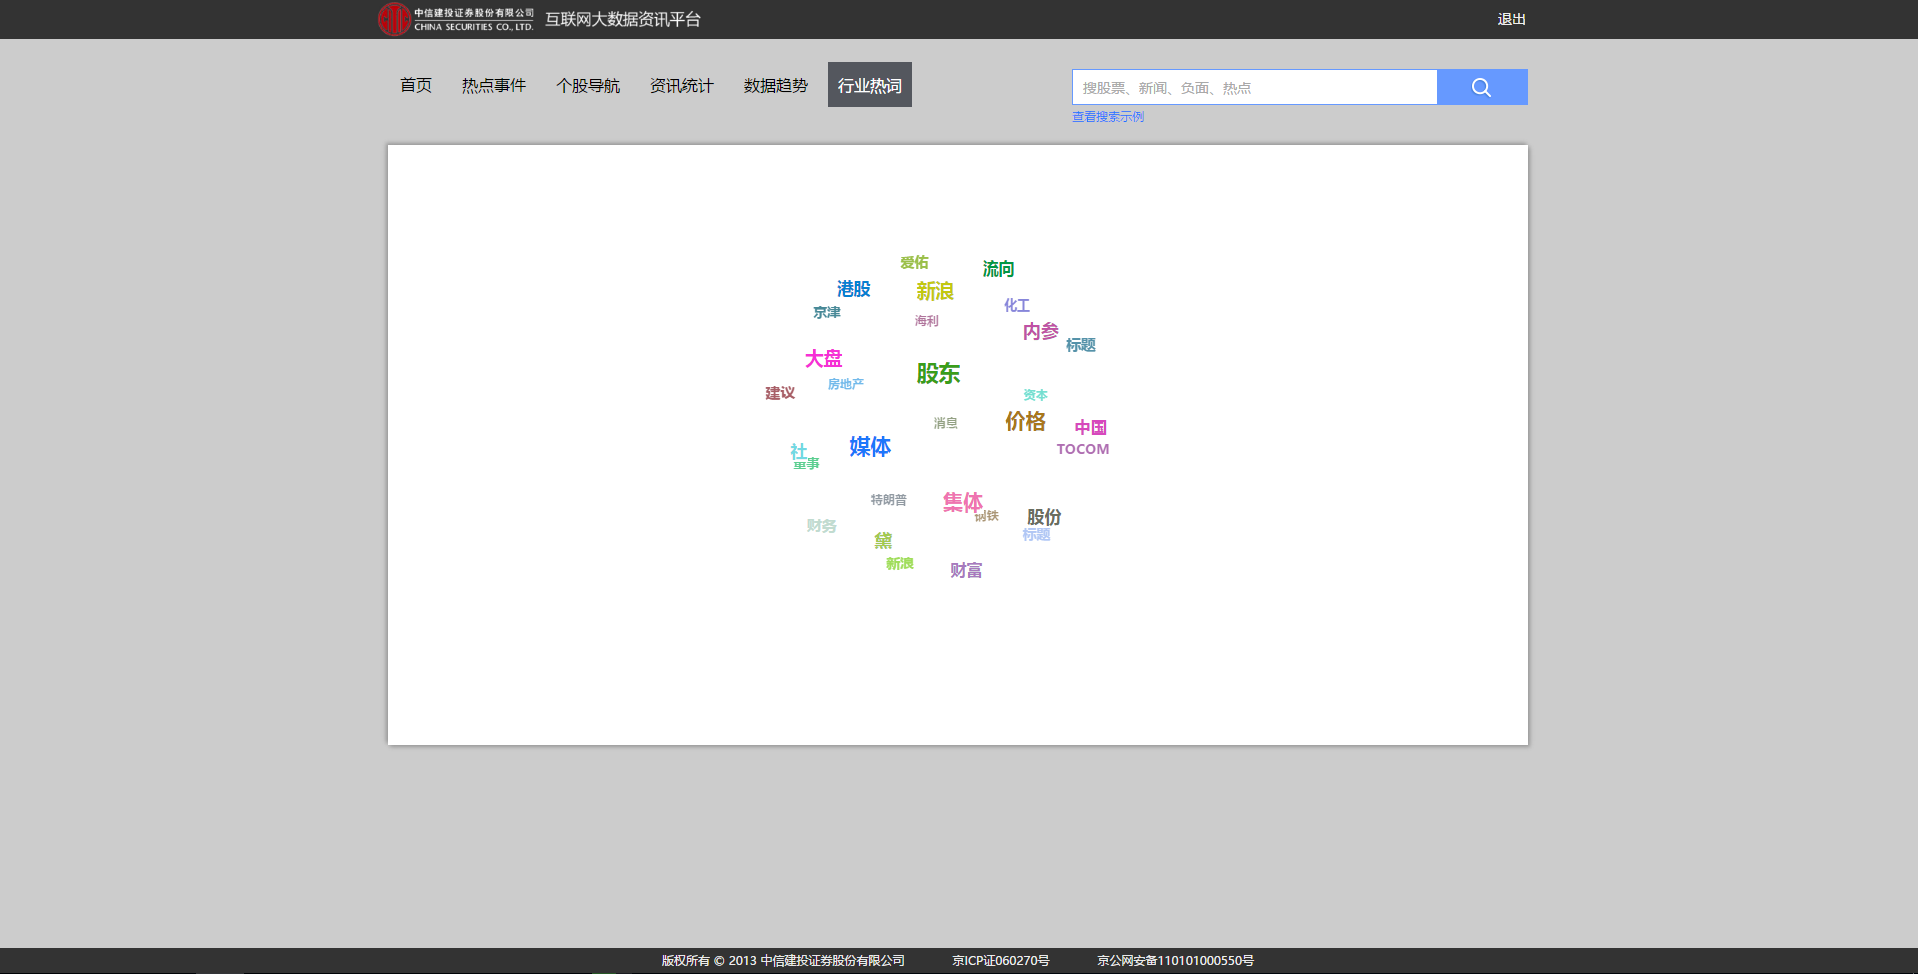 中信建投证券股份有限公司
CHINA SECURITIES CO., LTD.
互联网大数据资讯平台
退出
首页 热点事件 个股导航 资讯统计 数据趋势 行业热词
搜股票、新闻、负面、热点
查看搜索示例
爱佑
流向
港股
新浪
化工
京津
海利
内参
标题
大盘
股东
房地产
建议
资本
价格
消息
中国
媒体
TOCOM
社
董事
特朗普
集体
钢铁
股份
财务
标题
黛
新浪
财富
版权所有 © 2013 中信建投证券股份有限公司 京ICP证060270号 京公网安备110101000550号